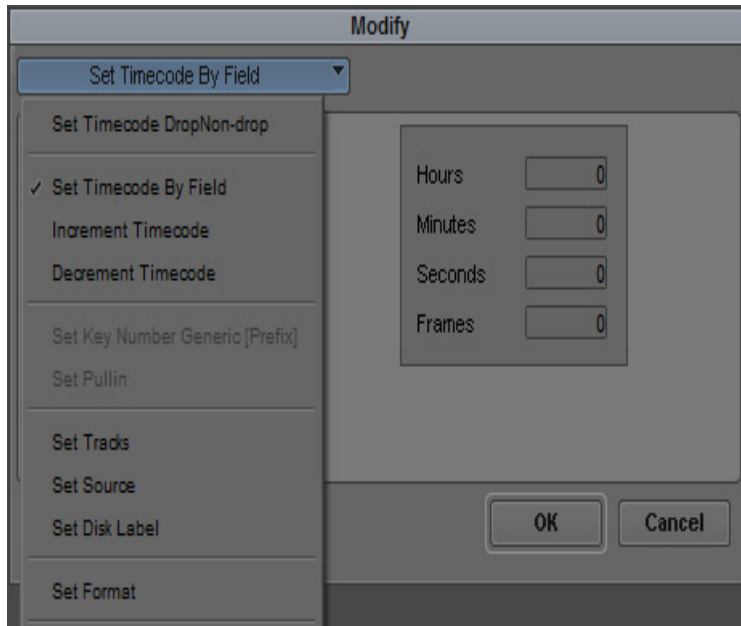 Modify
Set Timecode By Field
Set Timecode DropNon-drop
Set Timecode By Field
Increment Timecode
Decrement Timecode
Set Key Number Generic [Prefix]
Set Pullin
Set Tracks
Set Source
Set Disk Label
Set Format
Hours 0
Minutes 0
Seconds 0
Frames 0
OK
Cancel